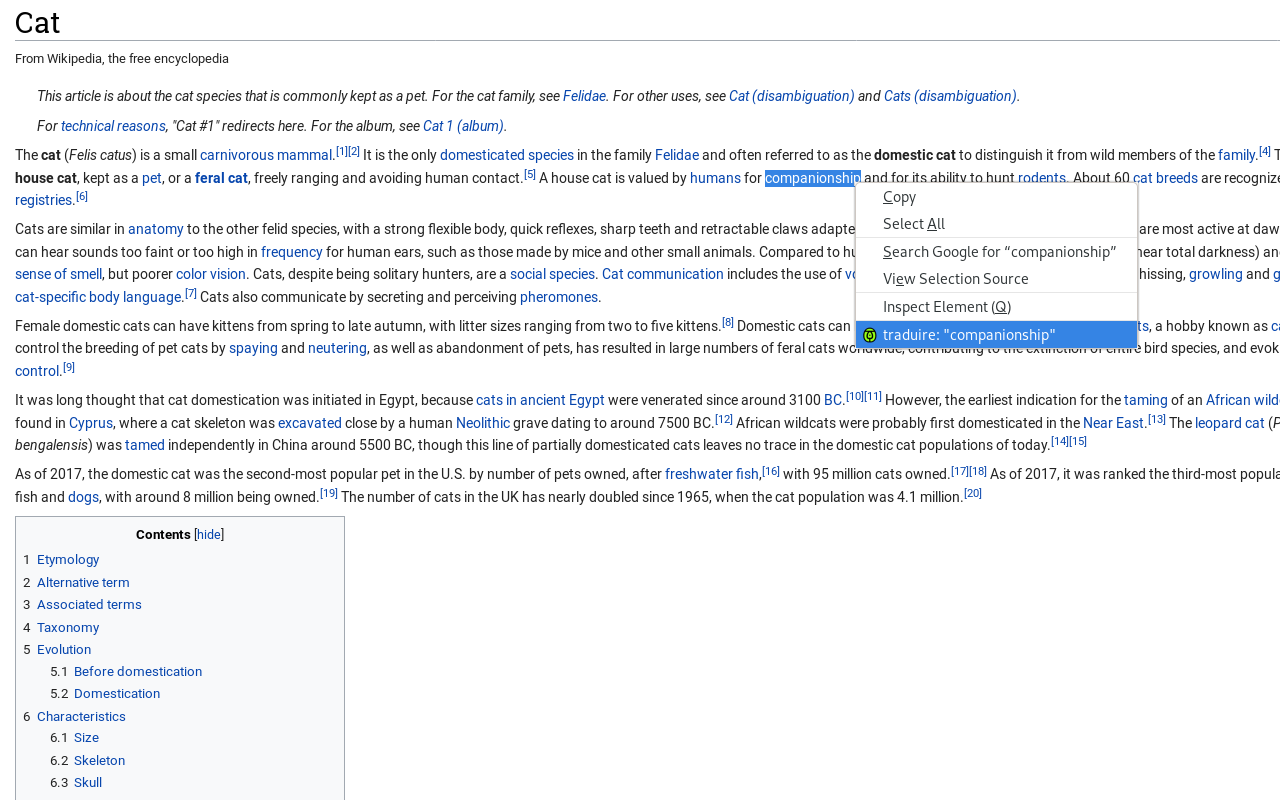 Cat
From Wikipedia, the free encyclopedia
This article is about the cat species that is commonly kept as a pet. For the cat family, see Felidae. For other uses, see Cat (disambiguation) and Cats (disambiguation).
For technical reasons, "Cat #1" redirects here. For the album, see Cat 1 (album).
The cat (Felis catus) is a small carnivorous mammal.[1][2] It is the only domesticated species in the family Felidae and often referred to as the domestic cat to distinguish it from wild members of the family.[4]
house cat, kept as a pet, or a feral cat, freely ranging and avoiding human contact.[5] A house cat is valued by humans for companionship and for its ability to hunt rodents. About 60 cat breeds are
registries.[6]
Copy
Select All
Search Google for “companionship”
View Selection Source
Inspect Element (Q)
traduire: "companionship"
Cats are similar in anatomy to the other felid species, with a strong flexible body, quick reflexes, sharp teeth and retractable claws are most active at
can hear sounds too faint or too high in frequency for human ears, such as those made by mice and other small animals. Compared to near total darkness)
sense of smell, but poorer color vision. Cats, despite being solitary hunters, are a social species. Cat communication includes the use of hissing, growling and
cat-specific body language.[7] Cats also communicate by secreting and perceiving pheromones.
Female domestic cats can have kittens from spring to late autumn, with litter sizes ranging from two to five kittens.[8] Domestic cats can , a hobby known as
control the breeding of pet cats by spaying and neutering, as well as abandonment of pets, has resulted in large numbers of feral cats worldwide, contributing to the extinction of entire bird species, and
control.[9]
It was long thought that cat domestication was initiated in Egypt, because cats in ancient Egypt were venerated since around 3100 BC.[10][11] However, the earliest indication for the taming of an African
found in Cyprus, where a cat skeleton was excavated close by a human Neolithic grave dating to around 7500 BC.[12] African wildcats were probably first domesticated in the Near East.[13] The leopard cat (P
bengalensis) was tamed independently in China around 5500 BC, though this line of partially domesticated cats leaves no trace in the domestic cat populations of today.[14][15]
As of 2017, the domestic cat was the second-most popular pet in the U.S. by number of pets owned, after freshwater fish,[16] with 95 million cats owned.[17][18] As of 2017, it was ranked the third-most
fish and dogs, with around 8 million being owned.[19] The number of cats in the UK has nearly doubled since 1965, when the cat population was 4.1 million.[20]
Contents [hide]
1 Etymology
2 Alternative term
3 Associated terms
4 Taxonomy
5 Evolution
5.1 Before domestication
5.2 Domestication
6 Characteristics
6.1 Size
6.2 Skeleton
6.3 Skull